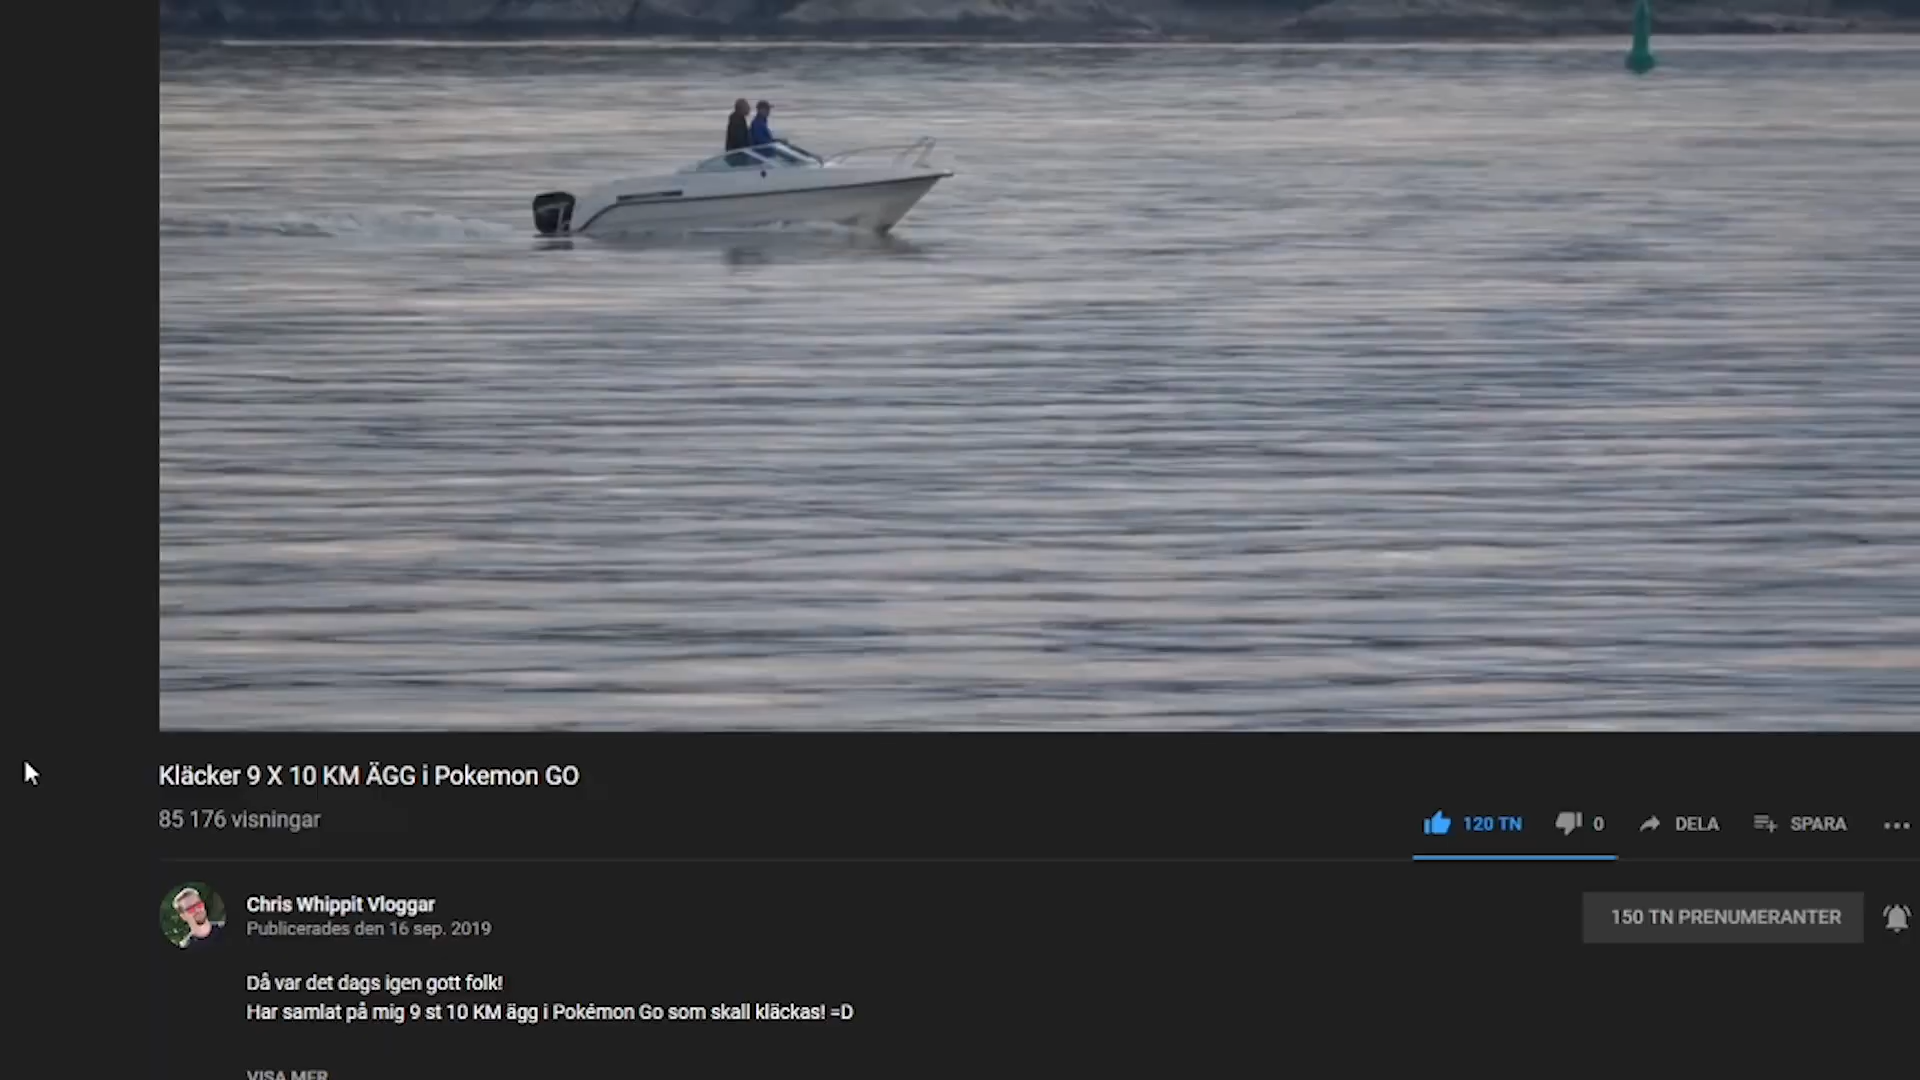 Kläcker 9 X 10 KM ÄGG i Pokemon GO
85 176 visningar
120 TN 0 DELA SPARA
Chris Whippit Vloggar
Publicerades den 16 sep. 2019
150 TN PRENUMERANTER
Då var det dags igen gott folk!
Har samlat på mig 9 st 10 KM ägg i Pokémon Go som skall kläckas! =D
VISA MER